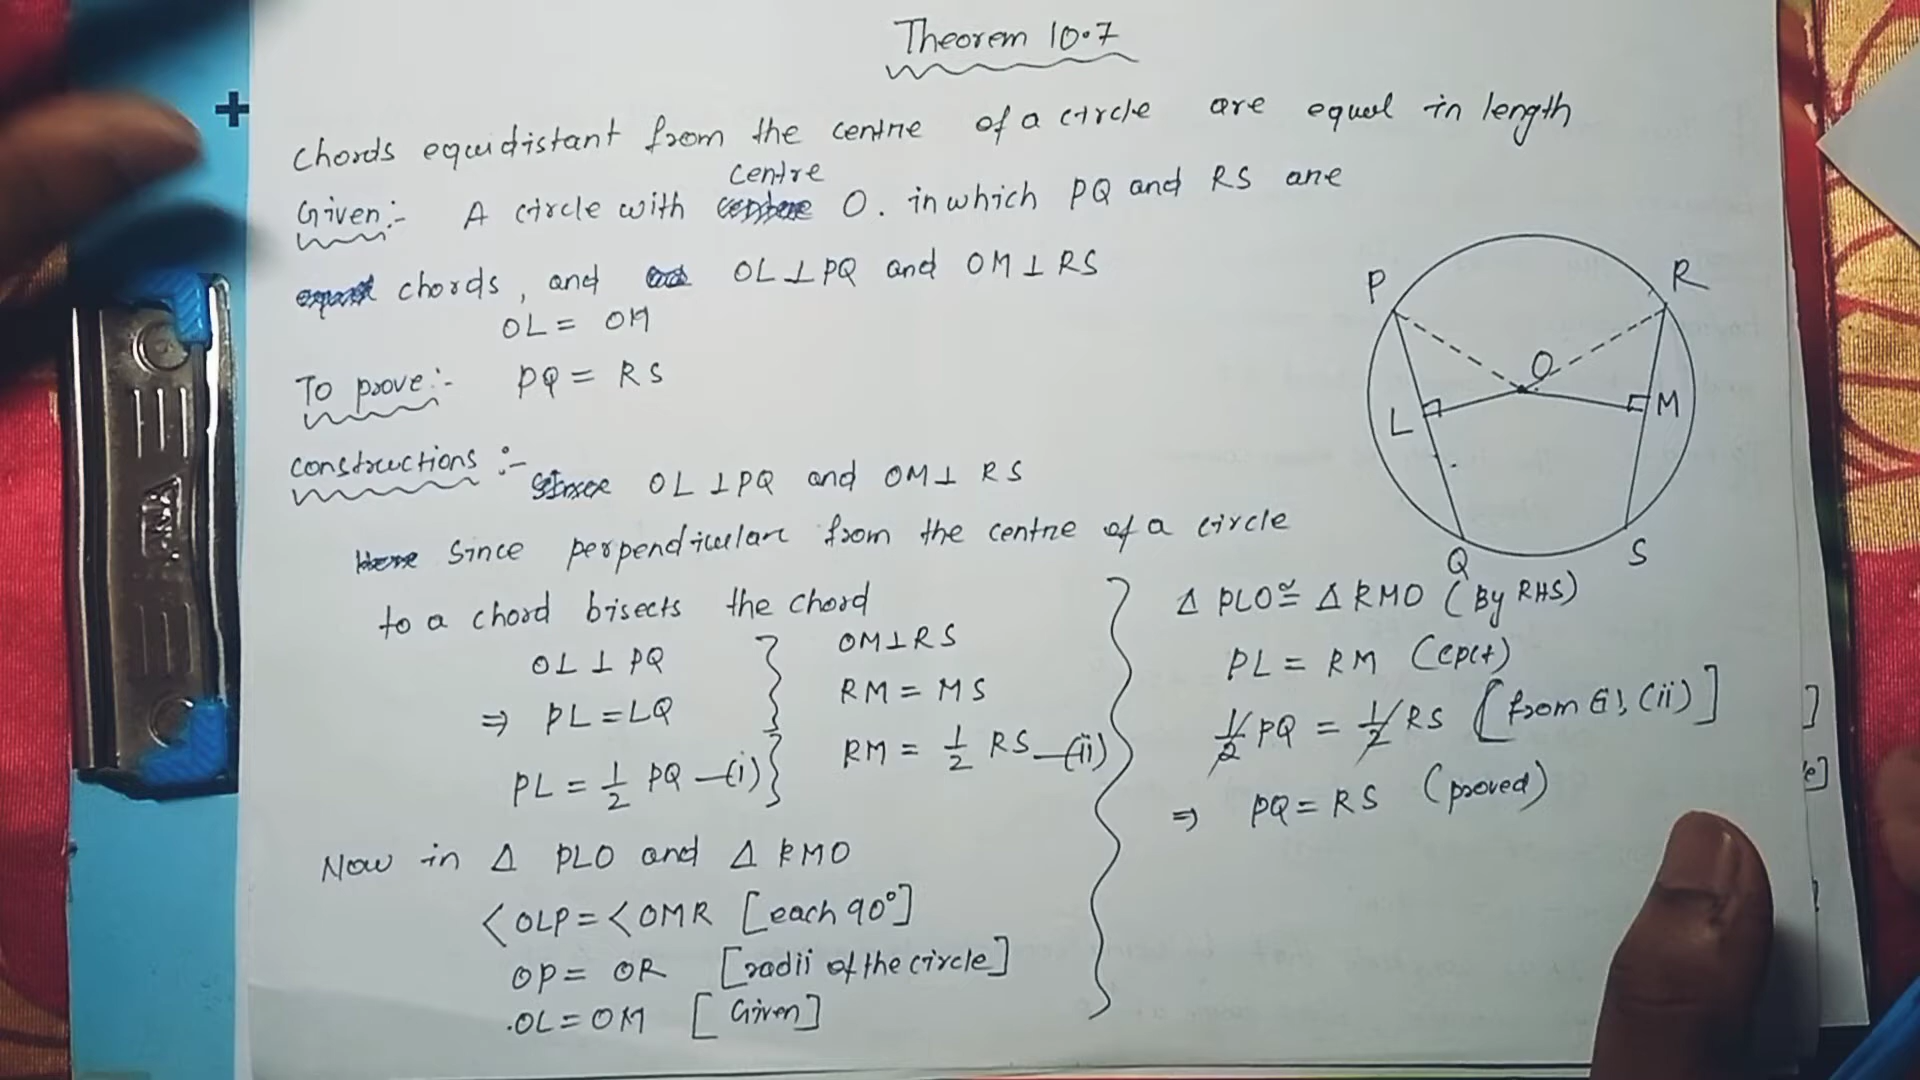 Theorem 10.7
chords equidistant from the centre of a circle are equal in length
centre
Given:- A circle with O. in which PQ and RS are
chords, and OL ⊥ PQ and OM ⊥ RS
OL = OM
To prove:- PQ = RS
constructions :- OL ⊥ PQ and OM ⊥ RS
Since perpendicular from the centre of a circle
to a chord bisects the chord
OL ⊥ PQ
⇒ PL = LQ
PL = 1/2 PQ —(i)
OM ⊥ RS
RM = MS
RM = 1/2 RS —(ii)
Now in Δ PLO and Δ RMO
<OLP = <OMR [each 90°]
OP = OR [radii of the circle]
.OL = OM [Given]
Δ PLO ≅ Δ RMO (By RHS)
PL = RM (cpct)
1/2 PQ = 1/2 RS [from (i), (ii)]
⇒ PQ = RS (proved)
P
R
O
L
M
Q
S